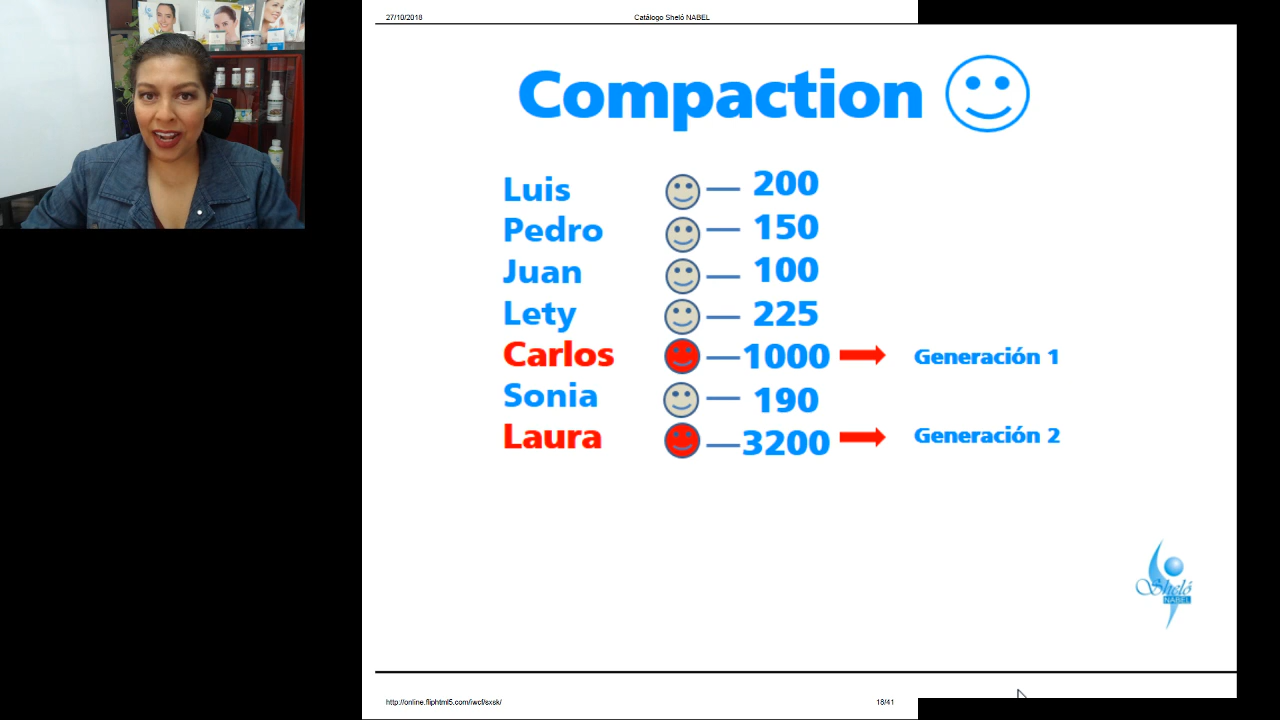 27/10/2018 Catálogo Sheló NABEL
Compaction
Luis 200
Pedro 150
Juan 100
Lety 225
Carlos 1000 Generación 1
Sonia 190
Laura 3200 Generación 2
Sheló
NABEL
http://online.fliphtml5.com/iwcf/sxsk/ 18/41